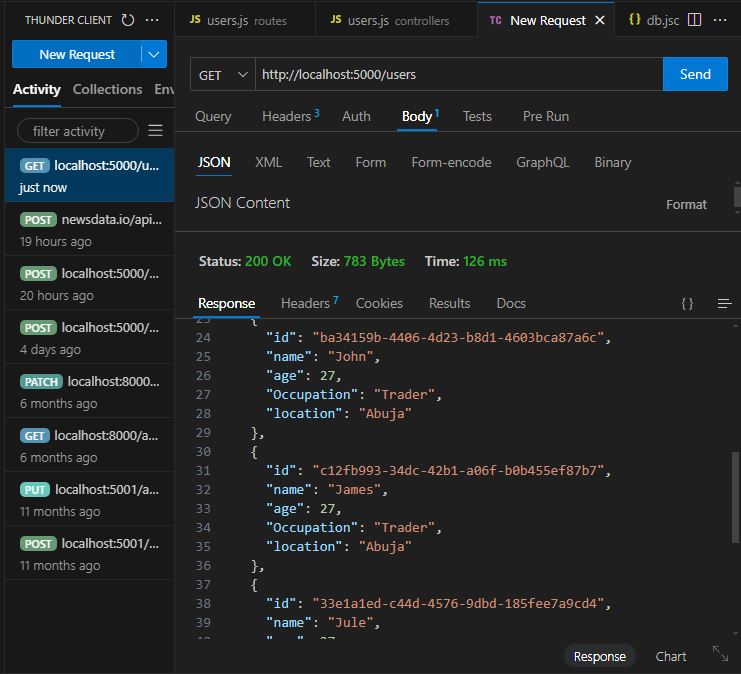 THUNDER CLIENT
JS users.js routes
JS users.js controllers
TC New Request
{} db.jsc
New Request
Activity Collections Env
filter activity
GET localhost:5000/u...
just now
POST newsdata.io/api...
19 hours ago
POST localhost:5000/...
20 hours ago
POST localhost:5000/...
4 days ago
PATCH localhost:8000...
6 months ago
GET localhost:8000/a...
6 months ago
PUT localhost:5001/a...
11 months ago
POST localhost:5001/...
11 months ago
GET http://localhost:5000/users Send
Query Headers 3 Auth Body 1 Tests Pre Run
JSON XML Text Form Form-encode GraphQL Binary
JSON Content
Format
Status: 200 OK Size: 783 Bytes Time: 126 ms
Response Headers 7 Cookies Results Docs {}
23 {
24 "id": "ba34159b-4406-4d23-b8d1-4603bca87a6c",
25 "name": "John",
26 "age": 27,
27 "Occupation": "Trader",
28 "location": "Abuja"
29 },
30 {
31 "id": "c12fb993-34dc-42b1-a06f-b0b455ef87b7",
32 "name": "James",
33 "age": 27,
34 "Occupation": "Trader",
35 "location": "Abuja"
36 },
37 {
38 "id": "33e1a1ed-c44d-4576-9dbd-185fee7a9cd4",
39 "name": "Jule",
Response Chart